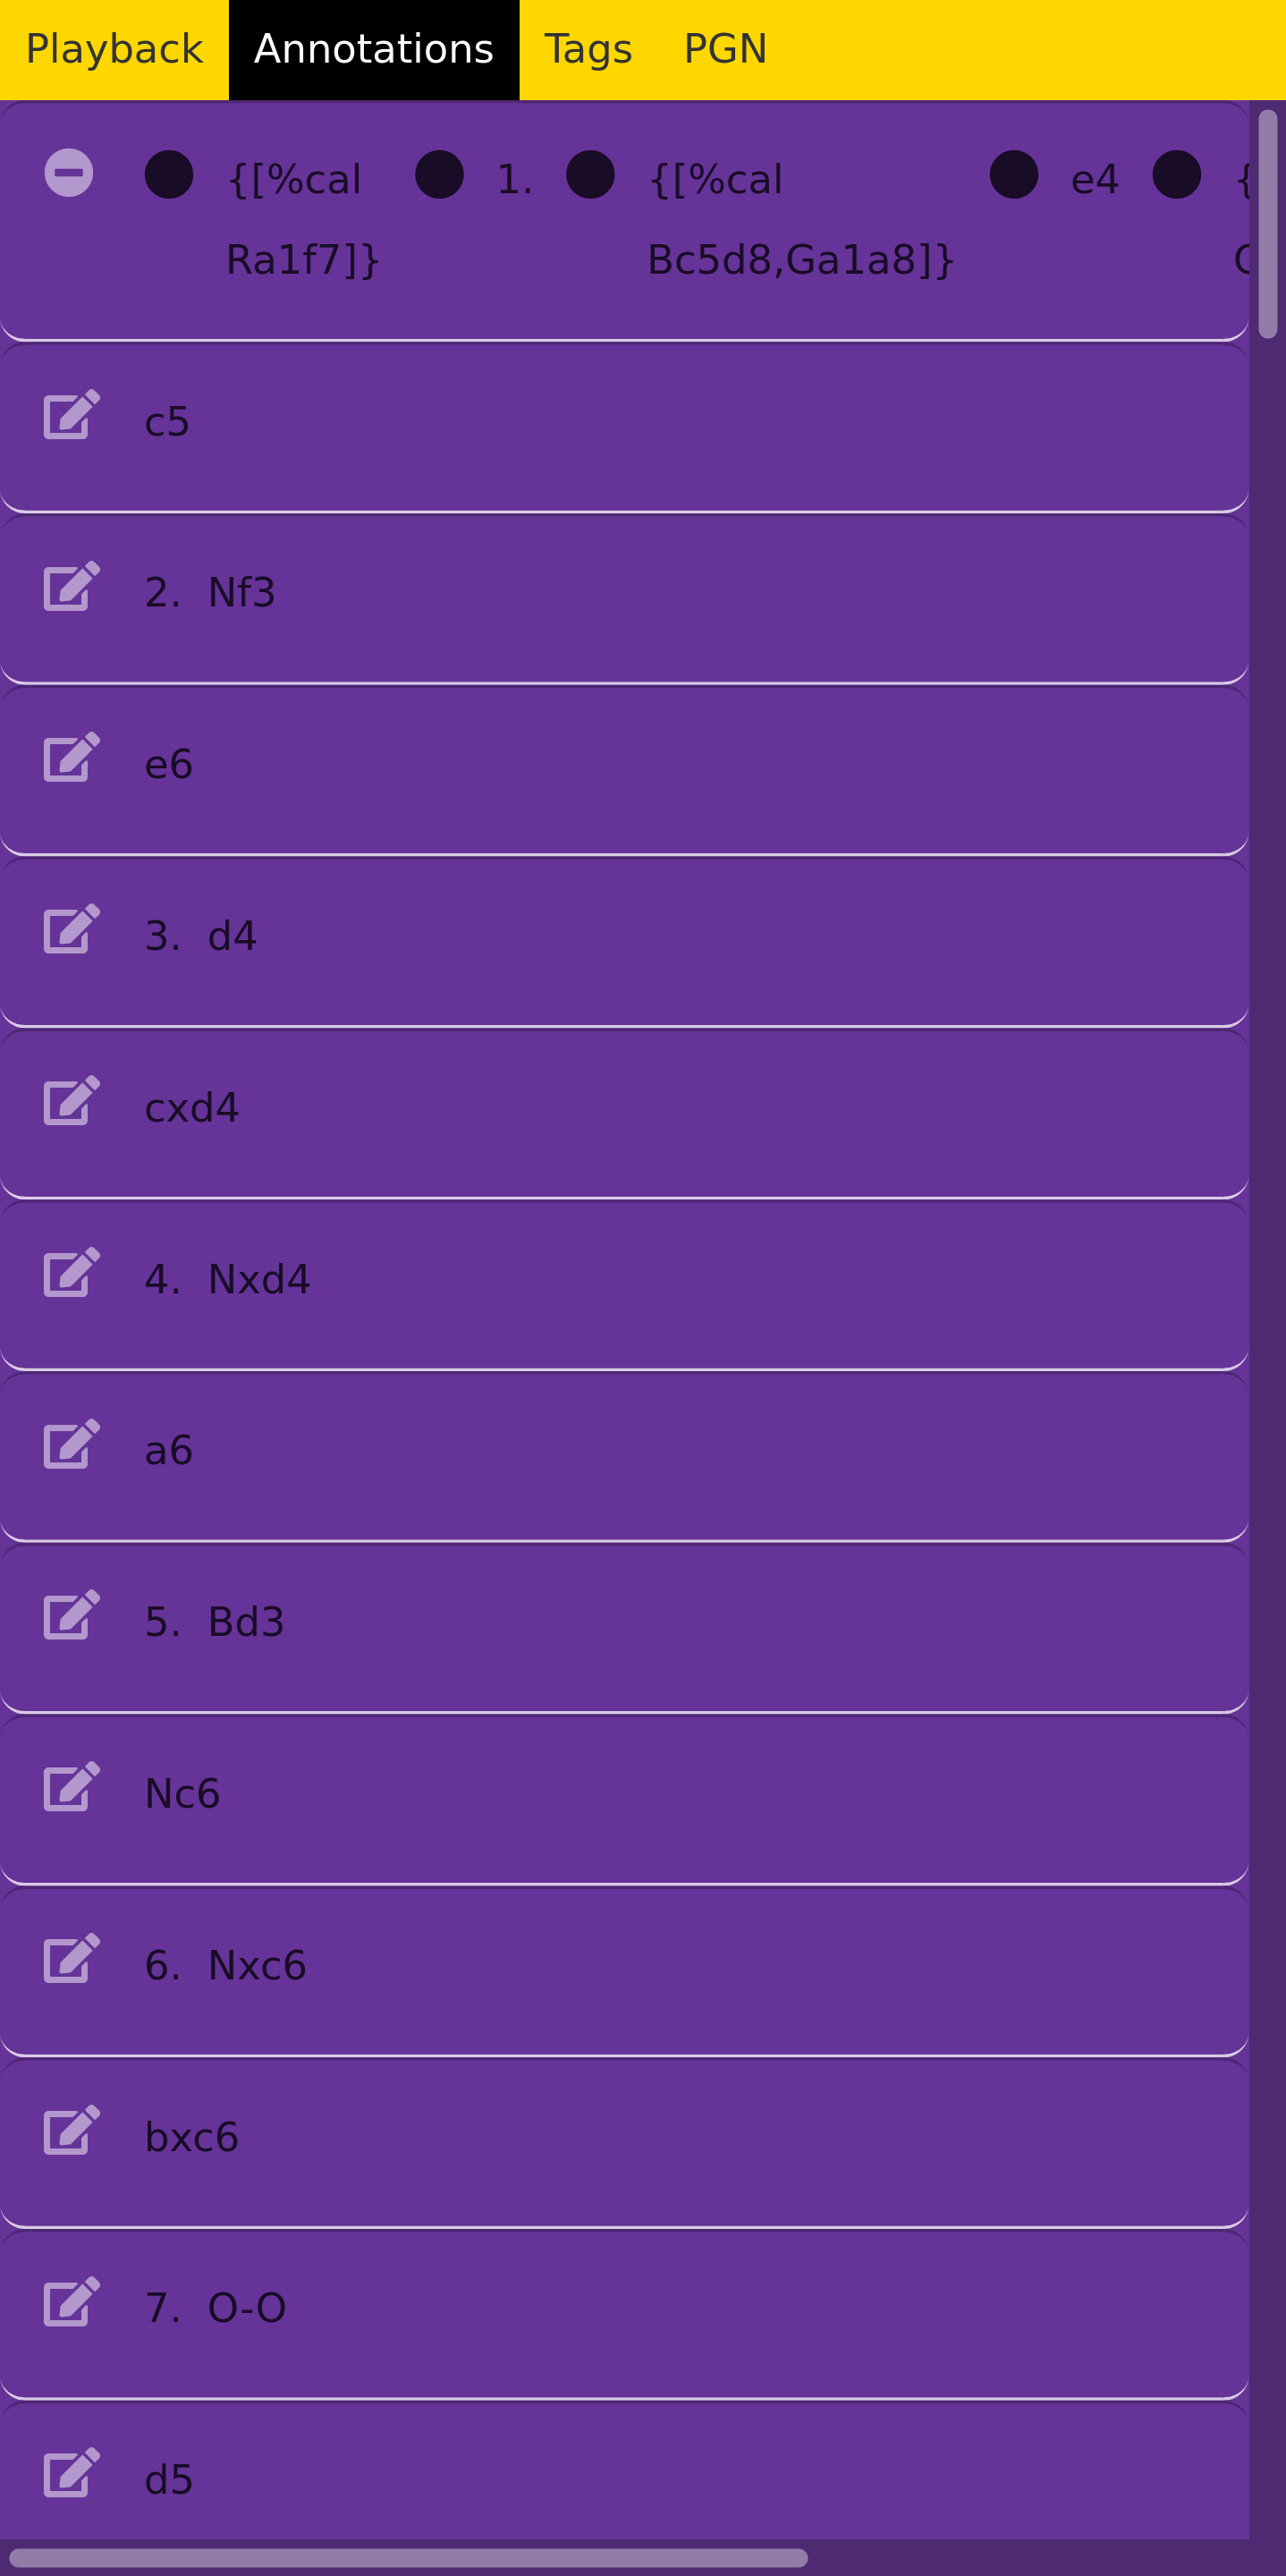 Playback Annotations Tags PGN
{[%cal 1. {[%cal e4 {
Ra1f7]} Bc5d8,Ga1a8]}
c5
2. Nf3
e6
3. d4
cxd4
4. Nxd4
a6
5. Bd3
Nc6
6. Nxc6
bxc6
7. O-O
d5